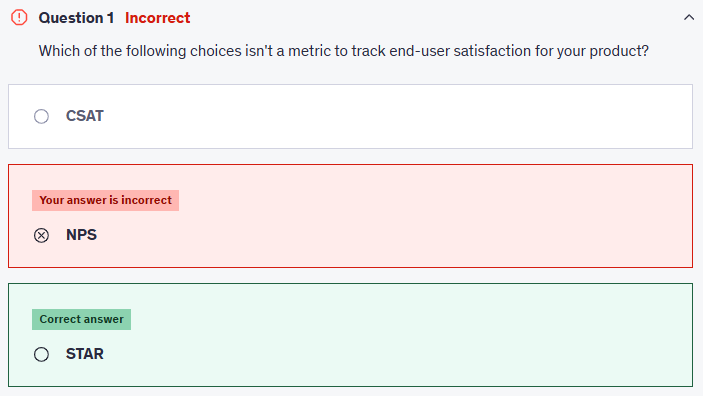 Question 1 Incorrect
Which of the following choices isn't a metric to track end-user satisfaction for your product?
CSAT
Your answer is incorrect
NPS
Correct answer
STAR